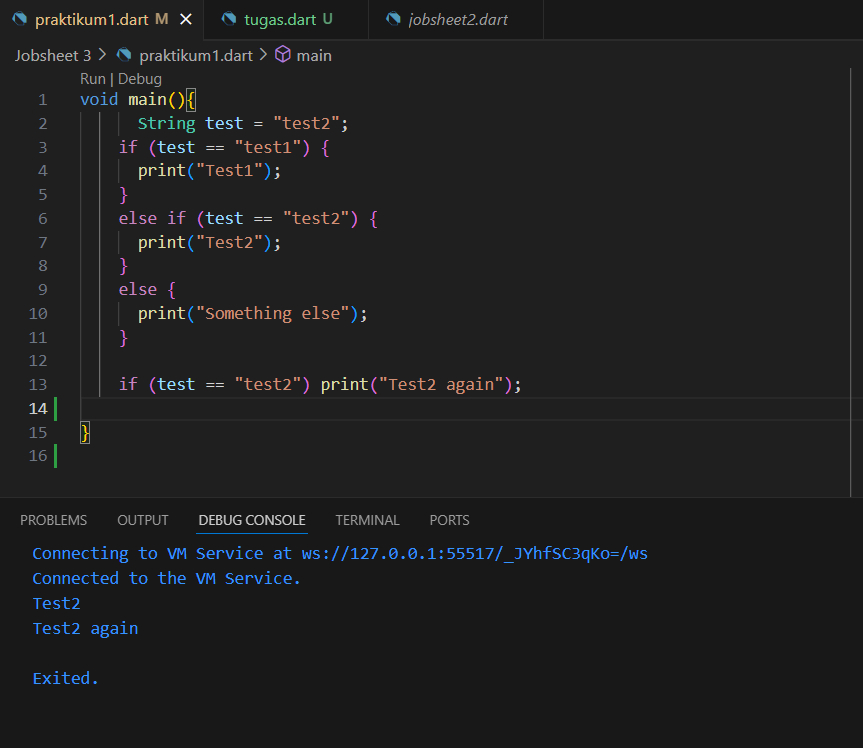 praktikum1.dart M tugas.dart U jobsheet2.dart
Jobsheet 3 > praktikum1.dart > main
Run | Debug
1 void main(){
2 String test = "test2";
3 if (test == "test1") {
4 print("Test1");
5 }
6 else if (test == "test2") {
7 print("Test2");
8 }
9 else {
10 print("Something else");
11 }
12
13 if (test == "test2") print("Test2 again");
14
15 }
16
PROBLEMS OUTPUT DEBUG CONSOLE TERMINAL PORTS
Connecting to VM Service at ws://127.0.0.1:55517/_JYhfSC3qKo=/ws
Connected to the VM Service.
Test2
Test2 again
Exited.